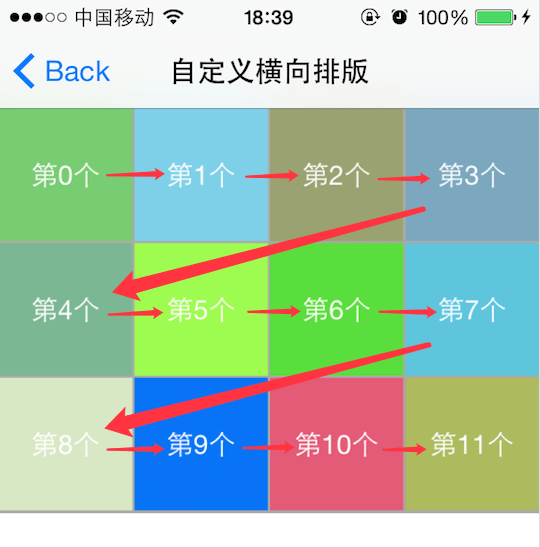 中国移动 18:39 100%
Back 自定义横向排版
第0个 第1个 第2个 第3个
第4个 第5个 第6个 第7个
第8个 第9个 第10个 第11个